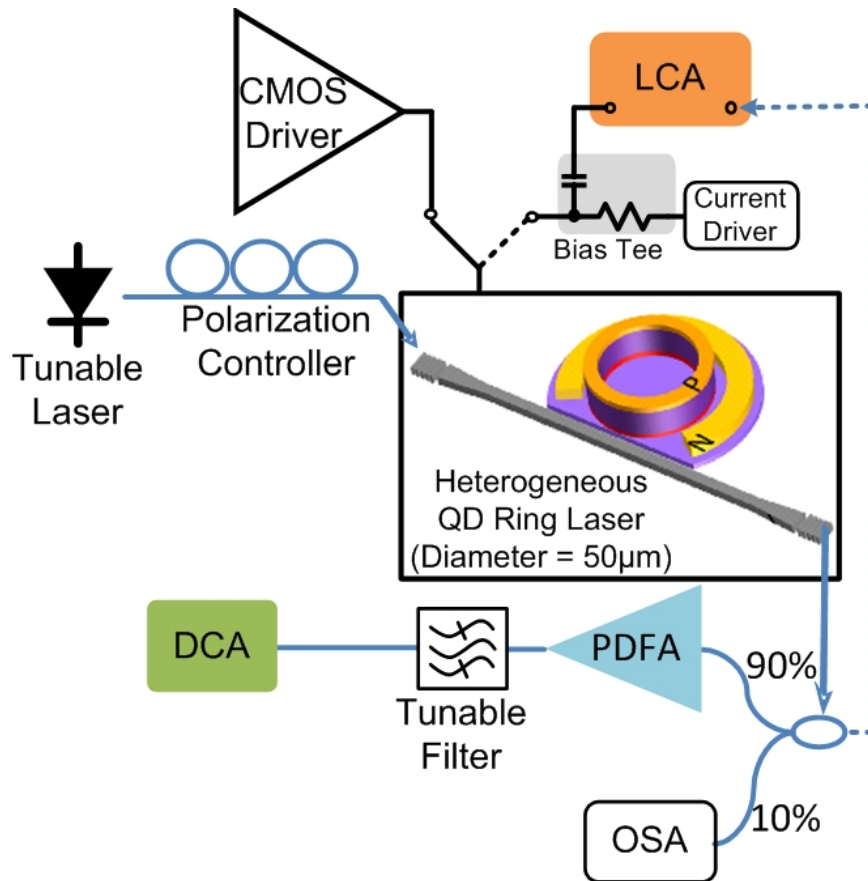 CMOS
Driver
LCA
Current
Driver
Bias Tee
Polarization
Controller
Tunable
Laser
P
N
Heterogeneous
QD Ring Laser
(Diameter = 50µm)
DCA
PDFA
90%
Tunable
Filter
10%
OSA